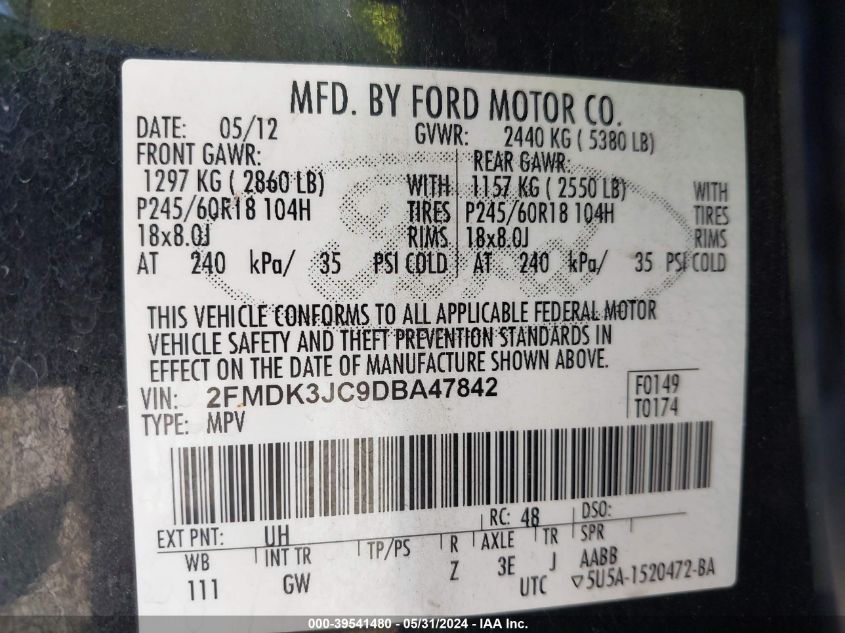 MFD. BY FORD MOTOR CO.
DATE: 05/12 GVWR: 2440 KG ( 5380 LB)
FRONT GAWR: REAR GAWR:
1297 KG ( 2860 LB) WITH 1157 KG ( 2550 LB) WITH
P245/60R18 104H TIRES P245/60R18 104H TIRES
18x8.0J RIMS 18x8.0J RIMS
AT 240 kPa/ 35 PSI COLD AT 240 kPa/ 35 PSI COLD
THIS VEHICLE CONFORMS TO ALL APPLICABLE FEDERAL MOTOR
VEHICLE SAFETY AND THEFT PREVENTION STANDARDS IN
EFFECT ON THE DATE OF MANUFACTURE SHOWN ABOVE.
VIN: 2FMDK3JC9DBA47842 F0149
TYPE: MPV T0174
EXT PNT: UH RC: 48 DSO:
WB INT TR TP/PS R AXLE TR SPR
111 GW Z 3E J AABB
UTC ▽5U5A-1520472-BA
000-39541480 - 05/31/2024 - IAA Inc.